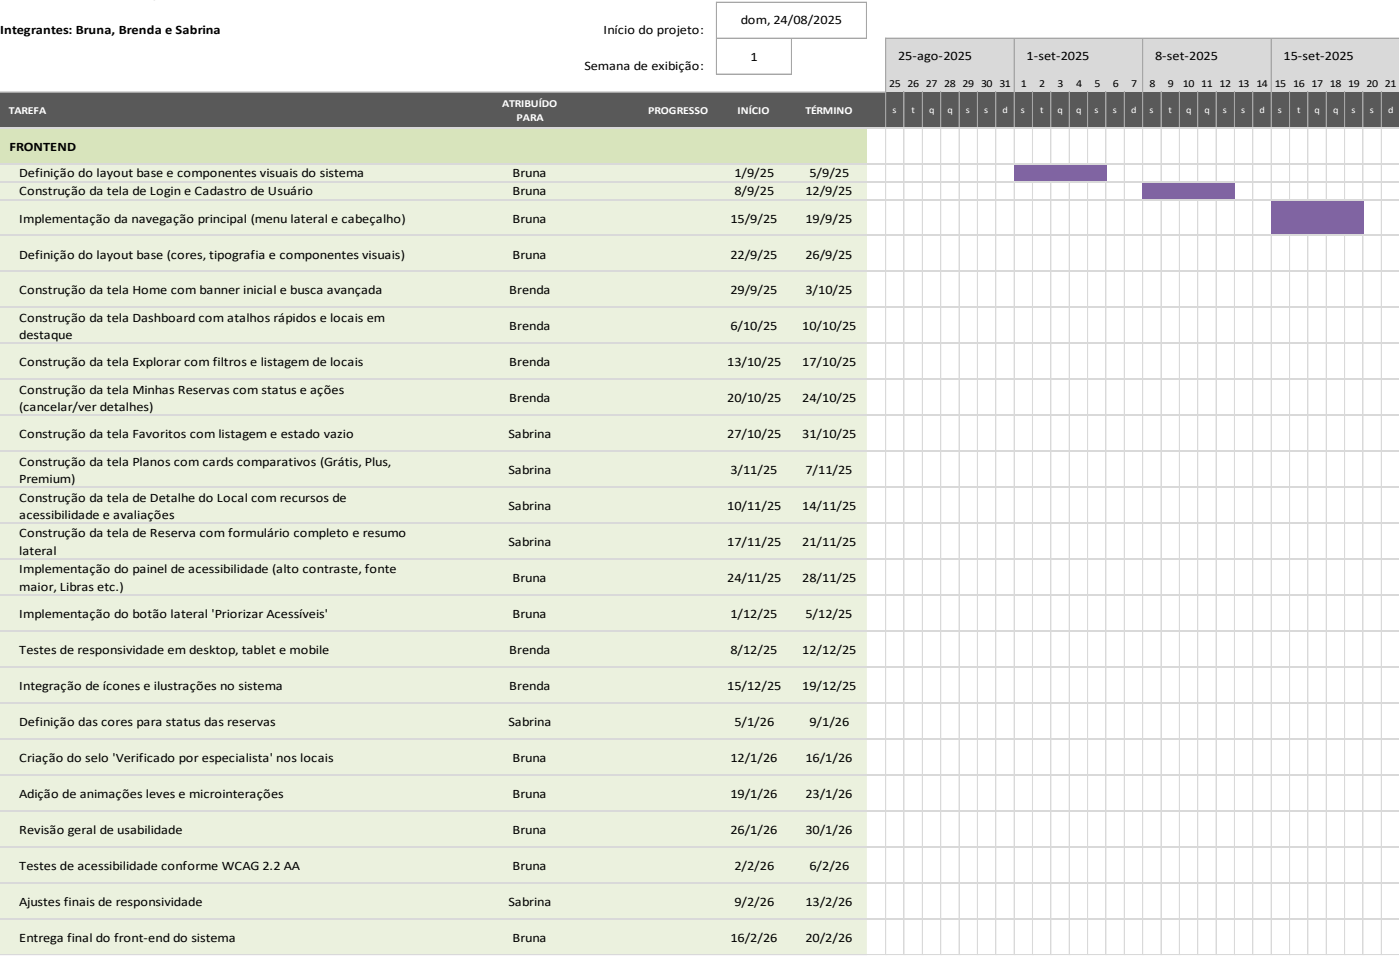 Integrantes: Bruna, Brenda e Sabrina
Início do projeto: dom, 24/08/2025
Semana de exibição: 1
25-ago-2025 1-set-2025 8-set-2025 15-set-2025
25 26 27 28 29 30 31 1 2 3 4 5 6 7 8 9 10 11 12 13 14 15 16 17 18 19 20 21
TAREFA ATRIBUÍDO PARA PROGRESSO INÍCIO TÉRMINO s t q q s s d s t q q s s d s t q q s s d s t q q s s d
FRONTEND
Definição do layout base e componentes visuais do sistema Bruna 1/9/25 5/9/25
Construção da tela de Login e Cadastro de Usuário Bruna 8/9/25 12/9/25
Implementação da navegação principal (menu lateral e cabeçalho) Bruna 15/9/25 19/9/25
Definição do layout base (cores, tipografia e componentes visuais) Bruna 22/9/25 26/9/25
Construção da tela Home com banner inicial e busca avançada Brenda 29/9/25 3/10/25
Construção da tela Dashboard com atalhos rápidos e locais em
destaque Brenda 6/10/25 10/10/25
Construção da tela Explorar com filtros e listagem de locais Brenda 13/10/25 17/10/25
Construção da tela Minhas Reservas com status e ações
(cancelar/ver detalhes) Brenda 20/10/25 24/10/25
Construção da tela Favoritos com listagem e estado vazio Sabrina 27/10/25 31/10/25
Construção da tela Planos com cards comparativos (Grátis, Plus,
Premium) Sabrina 3/11/25 7/11/25
Construção da tela de Detalhe do Local com recursos de
acessibilidade e avaliações Sabrina 10/11/25 14/11/25
Construção da tela de Reserva com formulário completo e resumo
lateral Sabrina 17/11/25 21/11/25
Implementação do painel de acessibilidade (alto contraste, fonte
maior, Libras etc.) Bruna 24/11/25 28/11/25
Implementação do botão lateral 'Priorizar Acessíveis' Bruna 1/12/25 5/12/25
Testes de responsividade em desktop, tablet e mobile Brenda 8/12/25 12/12/25
Integração de ícones e ilustrações no sistema Brenda 15/12/25 19/12/25
Definição das cores para status das reservas Sabrina 5/1/26 9/1/26
Criação do selo 'Verificado por especialista' nos locais Bruna 12/1/26 16/1/26
Adição de animações leves e microinterações Bruna 19/1/26 23/1/26
Revisão geral de usabilidade Bruna 26/1/26 30/1/26
Testes de acessibilidade conforme WCAG 2.2 AA Bruna 2/2/26 6/2/26
Ajustes finais de responsividade Sabrina 9/2/26 13/2/26
Entrega final do front-end do sistema Bruna 16/2/26 20/2/26